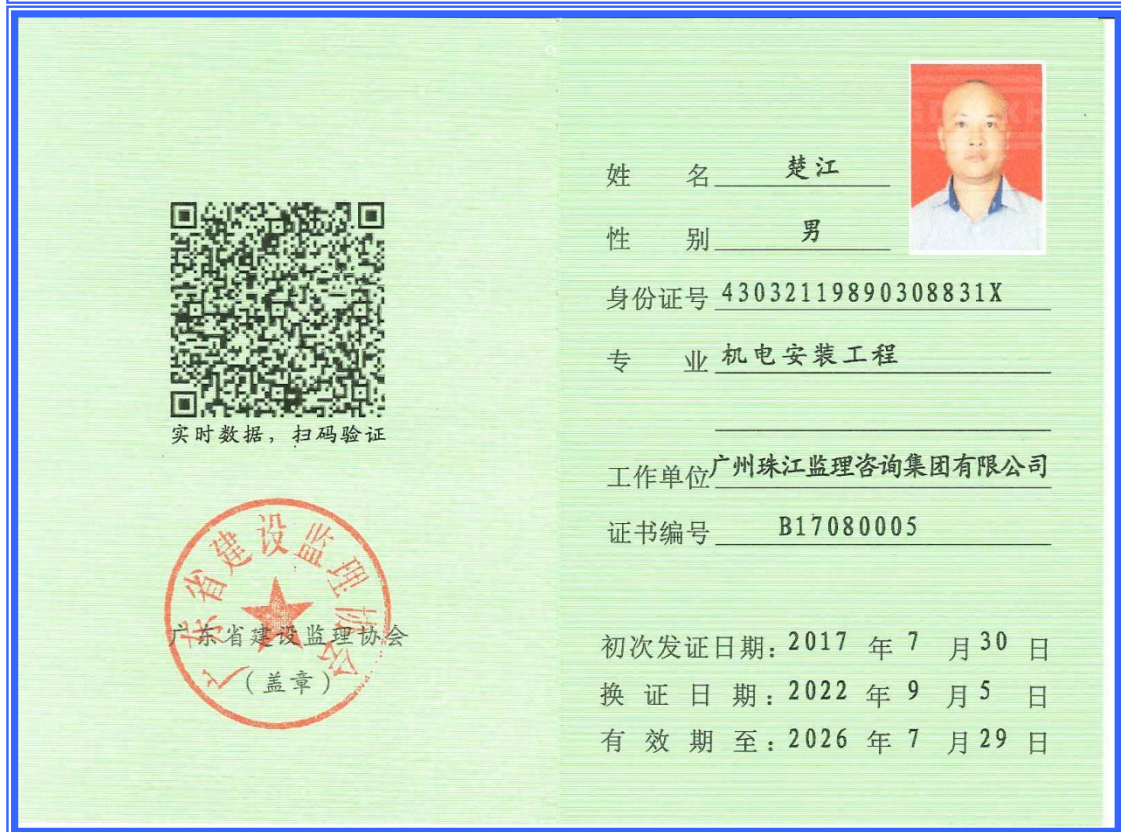 实时数据，扫码验证
广东省建设监理协会
广东省建设监理协会
（盖章）
姓 名 楚江
性 别 男
身份证号 43032119890308831X
专 业 机电安装工程
工作单位 广州珠江监理咨询集团有限公司
证书编号 B17080005
初次发证日期：2017 年 7 月 30 日
换 证 日 期：2022 年 9 月 5 日
有 效 期 至：2026 年 7 月 29 日